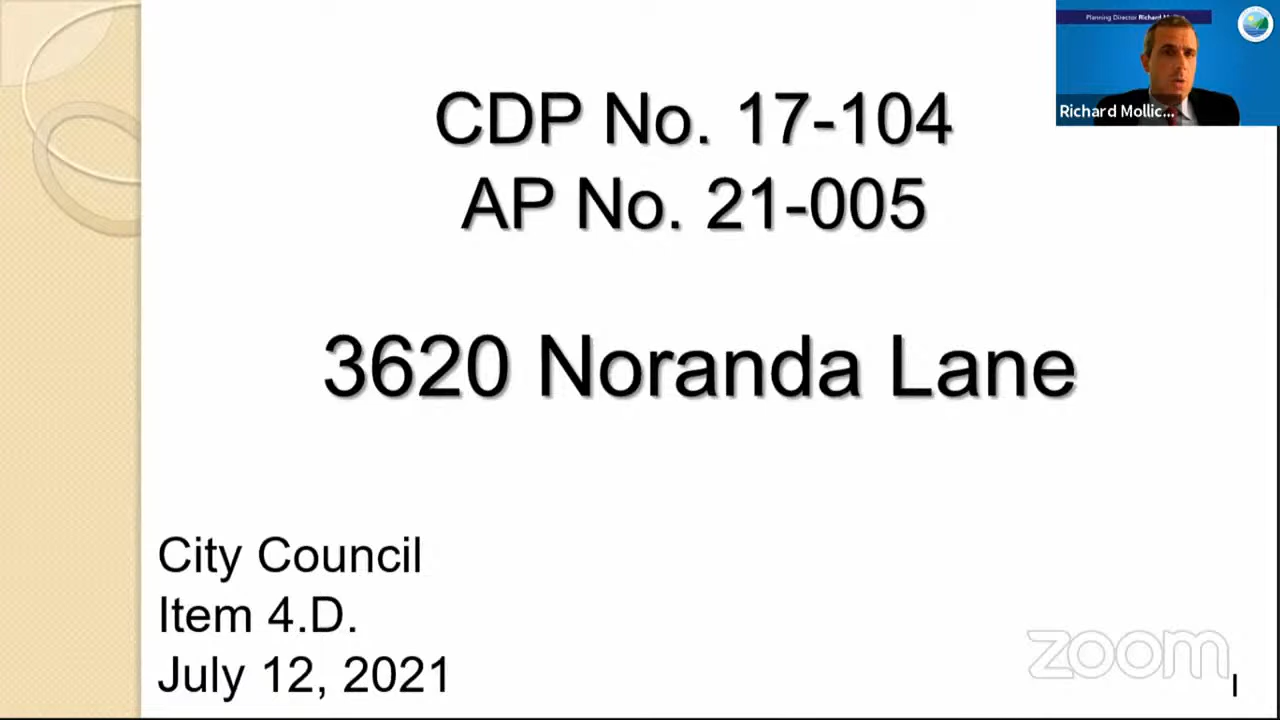 Planning Director Richard
Richard Mollic...
CDP No. 17-104
AP No. 21-005
3620 Noranda Lane
City Council
Item 4.D.
July 12, 2021
zoom
1